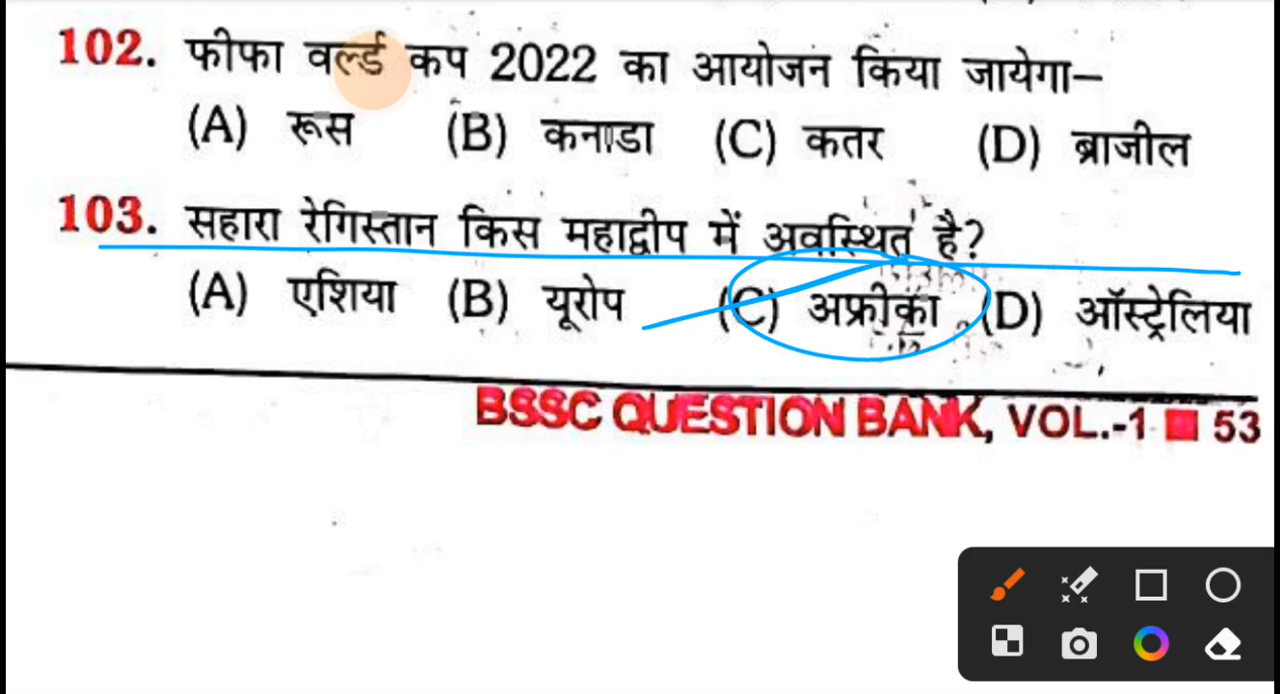 102. फीफा वर्ल्ड कप 2022 का आयोजन किया जायेगा–
(A) रूस (B) कनाडा (C) कतर (D) ब्राजील
103. सहारा रेगिस्तान किस महाद्वीप में अवस्थित है?
(A) एशिया (B) यूरोप (C) अफ्रीका (D) ऑस्ट्रेलिया
BSSC QUESTION BANK, VOL.-1 ■ 53